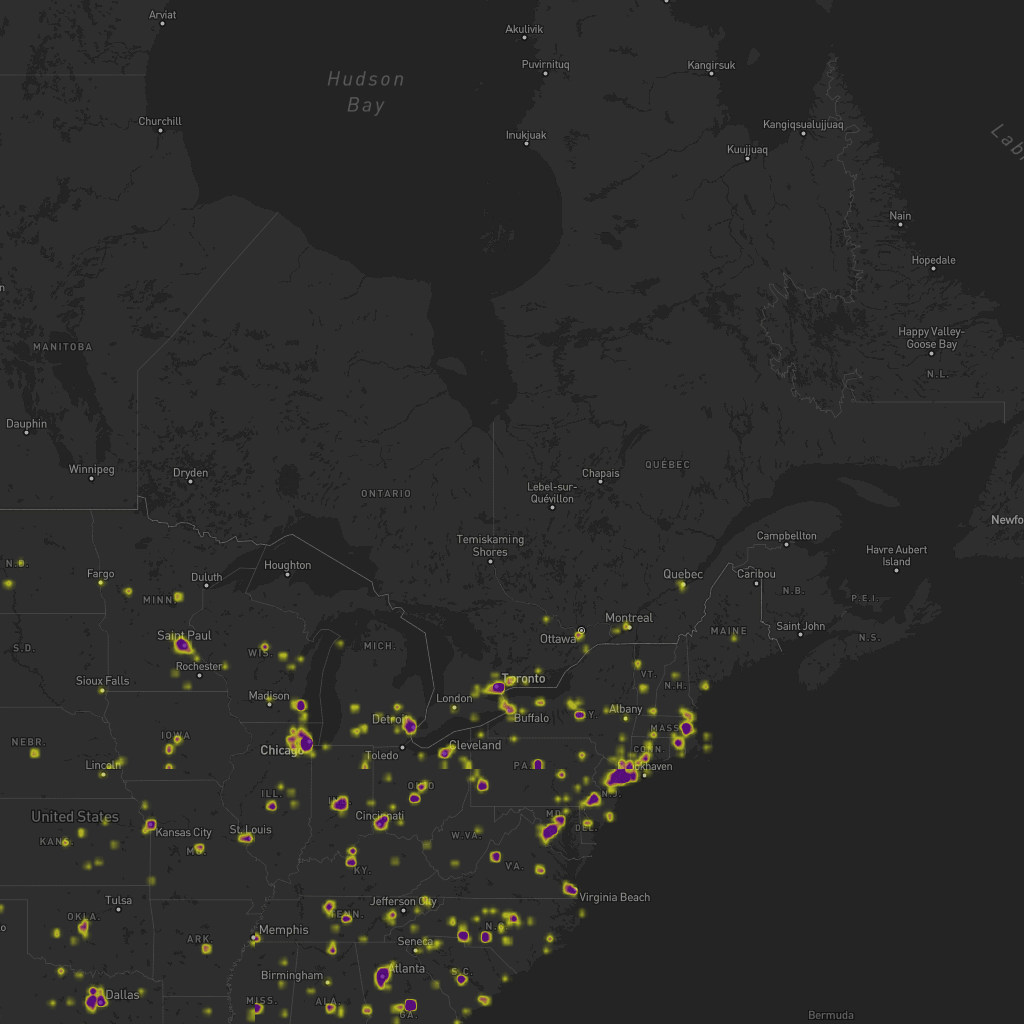 Arviat
Akulivik
Puvirnituq
Kangirsuk
Hudson
Bay
Churchill
Inukjuak
Kangiqsualujjuaq
Kuujjuaq
Nain
Hopedale
Happy Valley-
Goose Bay
N.L.
MANITOBA
Dauphin
Winnipeg
Dryden
ONTARIO
Chapais
QUÉBEC
Lebel-sur-
Quévillon
Temiskaming
Shores
Newfo
Campbellton
Havre Aubert
Island
Fargo
Duluth
Houghton
Quebec
Caribou
N.B.
P.E.I.
MINN.
Saint Paul
Montreal
Ottawa
MAINE
Saint John
N.S.
S.D.
WIS.
MICH.
Rochester
VT.
N.H.
Sioux Falls
Toronto
Madison
London
Albany
Detroit
Buffalo
MASS.
IOWA
NEBR.
Chicago
Toledo
Cleveland
CONN.
Lincoln
PA.
N.J.
ILL.
United States
Cincinnati
MD.
DEL.
Kansas City
St. Louis
KANS.
W.VA.
VA.
KY.
Tulsa
Jefferson City
Virginia Beach
OKLA.
TENN.
Memphis
ARK.
Seneca
Birmingham
Atlanta
S.C.
Dallas
MISS.
ALA.
GA.
Bermuda